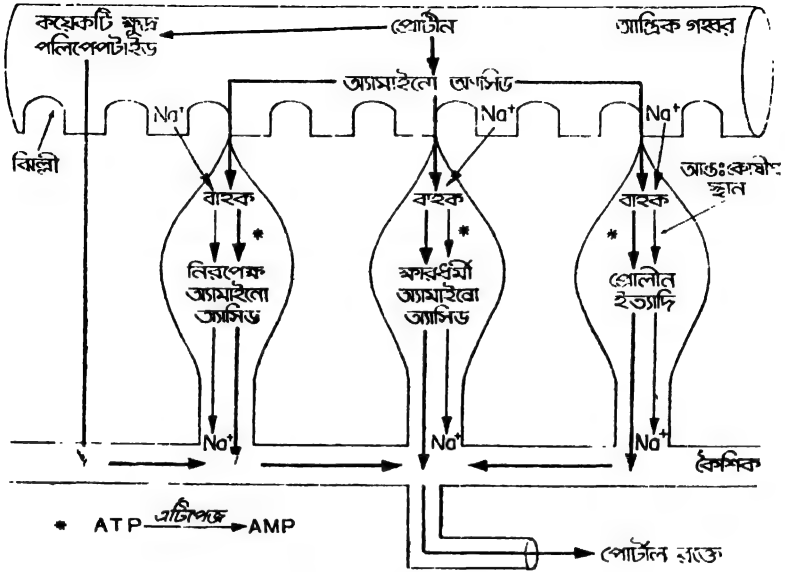 কয়েকটি ক্ষুদ্র
পলিপেপটাইড
প্রোটীন
আন্ত্রিক গহ্বর
অ্যামাইনো অ্যাসিড
Na⁺
Na⁺
Na⁺
ঝিল্লী
আন্তঃকোষীয়
স্থান
বাহক
বাহক
বাহক
*
*
*
নিরপেক্ষ
অ্যামাইনো
অ্যাসিড
ক্ষারধর্মী
অ্যামাইনো
অ্যাসিড
প্রোলীন
ইত্যাদি
Na⁺
Na⁺
Na⁺
কৈশিক
* ATP এটিপেজ AMP
পোর্টাল রক্তে